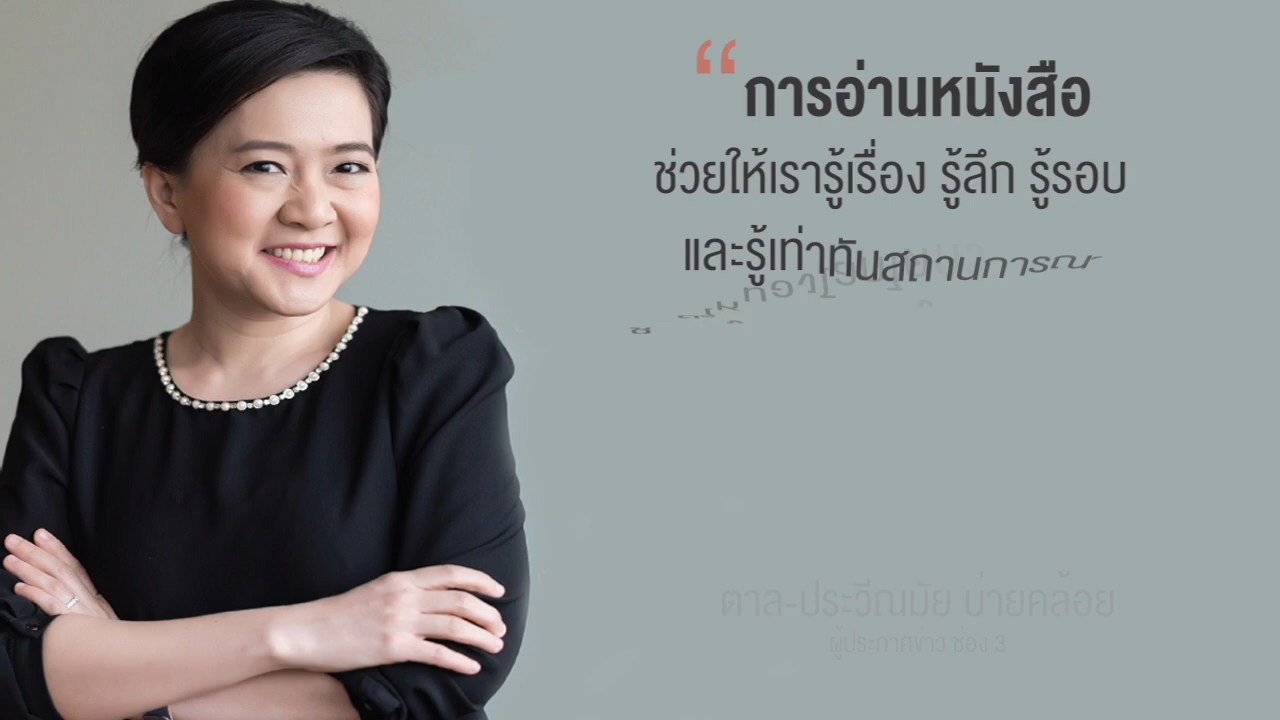 “การอ่านหนังสือ
ช่วยให้เรารู้เรื่อง รู้ลึก รู้รอบ
และรู้เท่าทันสถานการณ
ตาล-ประวีณมัย บ่ายคล้อย
ผู้ประกาศข่าว ช่อง 3